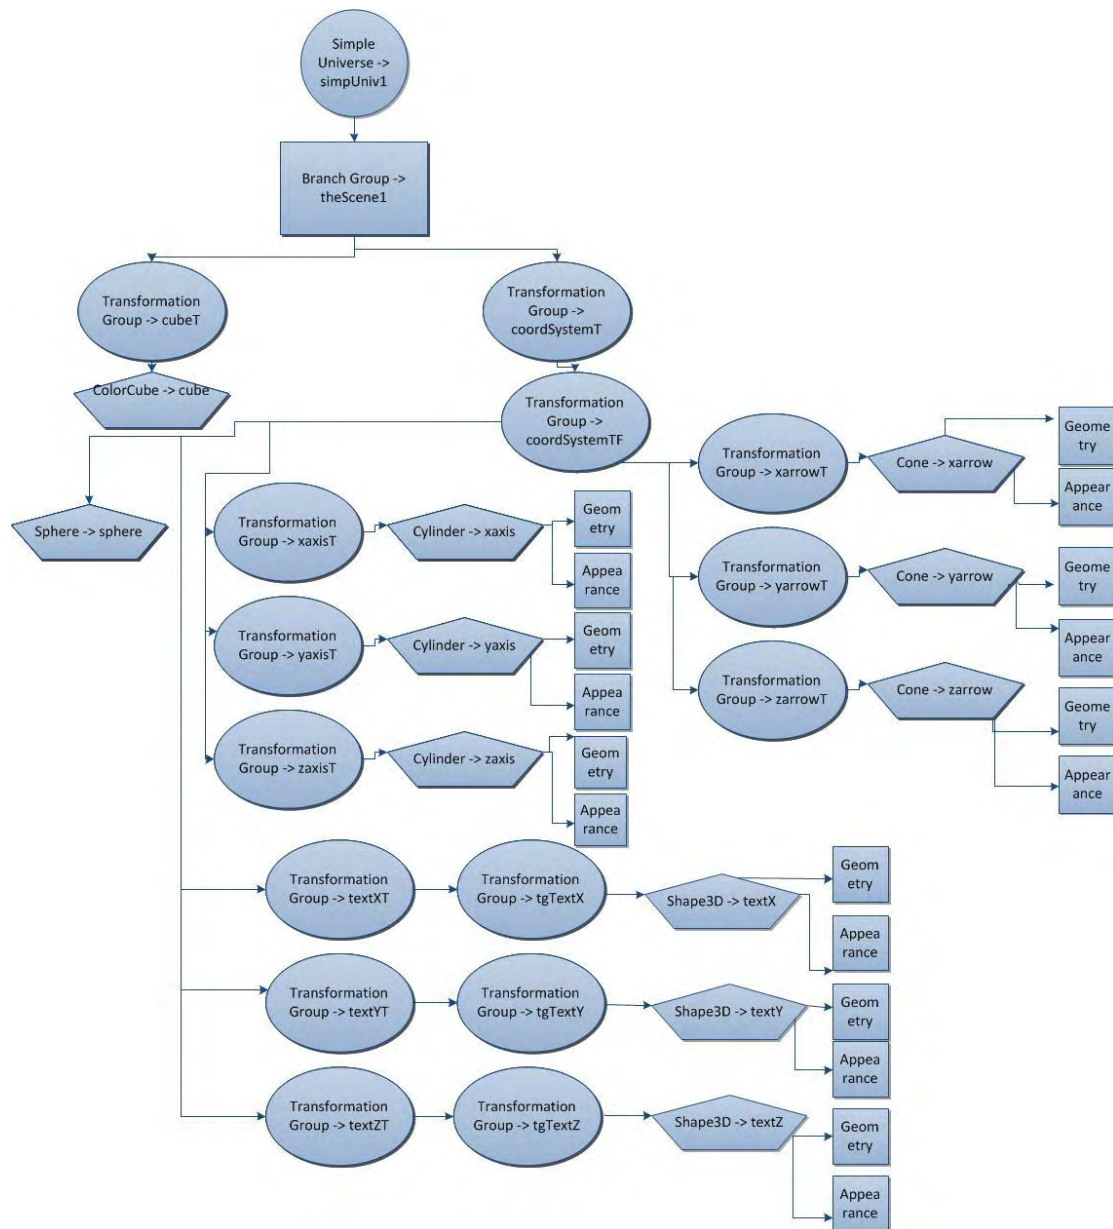 Simple
Universe ->
simpUniv1
Branch Group ->
theScene1
Transformation
Group -> cubeT
Transformation
Group ->
coordSystemT
ColorCube -> cube
Transformation
Group ->
coordSystemTF
Sphere -> sphere
Transformation
Group -> xarrowT
Cone -> xarrow
Geome
try
Appear
ance
Transformation
Group -> xaxisT
Cylinder -> xaxis
Geom
etry
Appea
rance
Transformation
Group -> yarrowT
Cone -> yarrow
Geome
try
Appear
ance
Transformation
Group -> yaxisT
Cylinder -> yaxis
Geom
etry
Appea
rance
Transformation
Group -> zarrowT
Cone -> zarrow
Geome
try
Appear
ance
Transformation
Group -> zaxisT
Cylinder -> zaxis
Geom
etry
Appea
rance
Transformation
Group -> textXT
Transformation
Group -> tgTextX
Shape3D -> textX
Geom
etry
Appea
rance
Transformation
Group -> textYT
Transformation
Group -> tgTextY
Shape3D -> textY
Geom
etry
Appea
rance
Transformation
Group -> textZT
Transformation
Group -> tgTextZ
Shape3D -> textZ
Geom
etry
Appea
rance